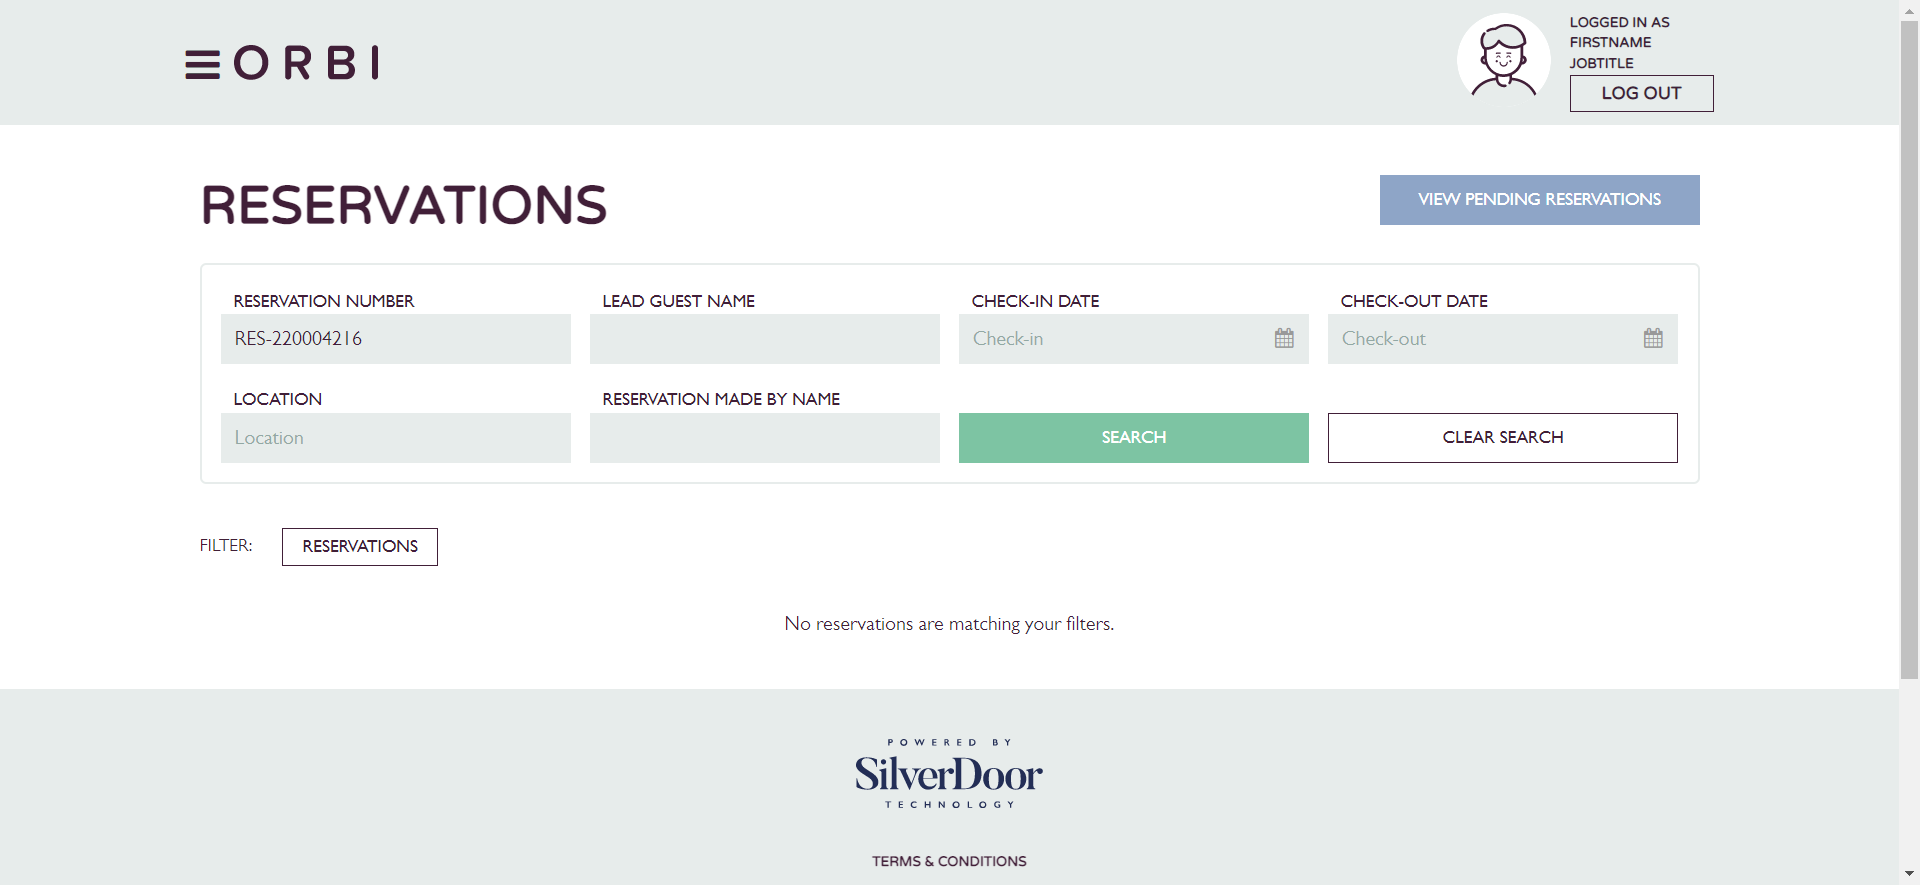 ORBI
LOGGED IN AS
FIRSTNAME
JOBTITLE
LOG OUT
RESERVATIONS
VIEW PENDING RESERVATIONS
RESERVATION NUMBER
LEAD GUEST NAME
CHECK-IN DATE
CHECK-OUT DATE
RES-220004216
Check-in
Check-out
LOCATION
RESERVATION MADE BY NAME
Location
SEARCH
CLEAR SEARCH
FILTER:
RESERVATIONS
No reservations are matching your filters.
POWERED BY
SilverDoor
TECHNOLOGY
TERMS & CONDITIONS